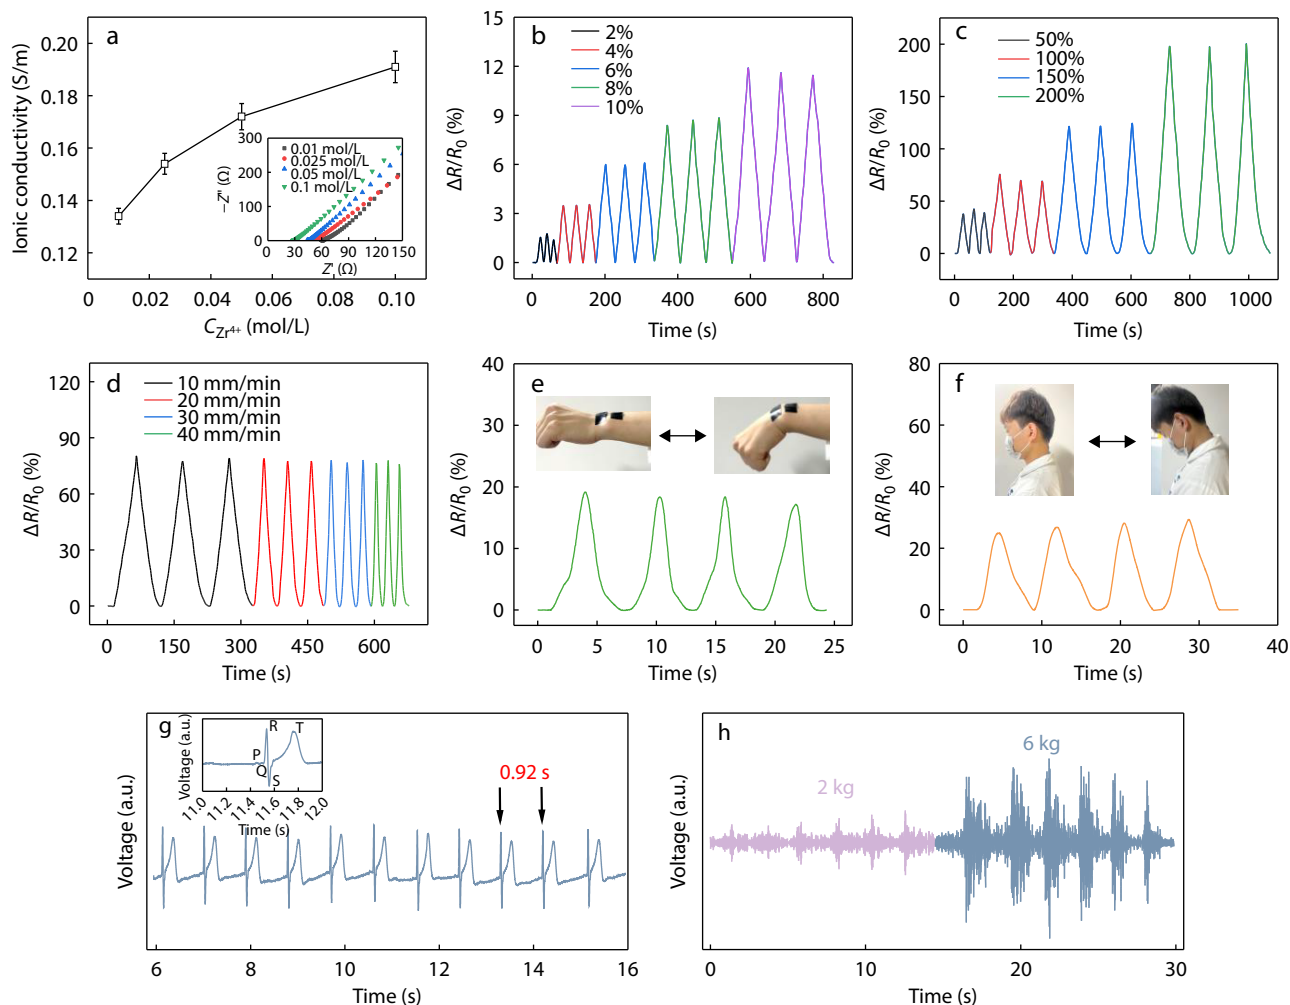 a
Ionic conductivity (S/m)
0.20
0.18
0.16
0.14
0.12
0
0.02
0.04
0.06
0.08
0.10
C_Zr⁴⁺ (mol/L)
300
200
100
0
−Z'' (Ω)
0.01 mol/L
0.025 mol/L
0.05 mol/L
0.1 mol/L
0 30 60 90 120 150
Z' (Ω)
b
ΔR/R₀ (%)
15
12
9
6
3
0
2%
4%
6%
8%
10%
0 200 400 600 800
Time (s)
c
ΔR/R₀ (%)
200
150
100
50
0
50%
100%
150%
200%
0 200 400 600 800 1000
Time (s)
d
ΔR/R₀ (%)
120
90
60
30
0
10 mm/min
20 mm/min
30 mm/min
40 mm/min
0 150 300 450 600
Time (s)
e
ΔR/R₀ (%)
40
30
20
10
0
0 5 10 15 20 25
Time (s)
f
ΔR/R₀ (%)
80
60
40
20
0
0 10 20 30 40
Time (s)
g
Voltage (a.u.)
Voltage (a.u.)
P
Q
R
S
T
11.0 11.2 11.4 11.6 11.8 12.0
Time (s)
0.92 s
6 8 10 12 14 16
Time (s)
h
Voltage (a.u.)
2 kg
6 kg
0 10 20 30
Time (s)